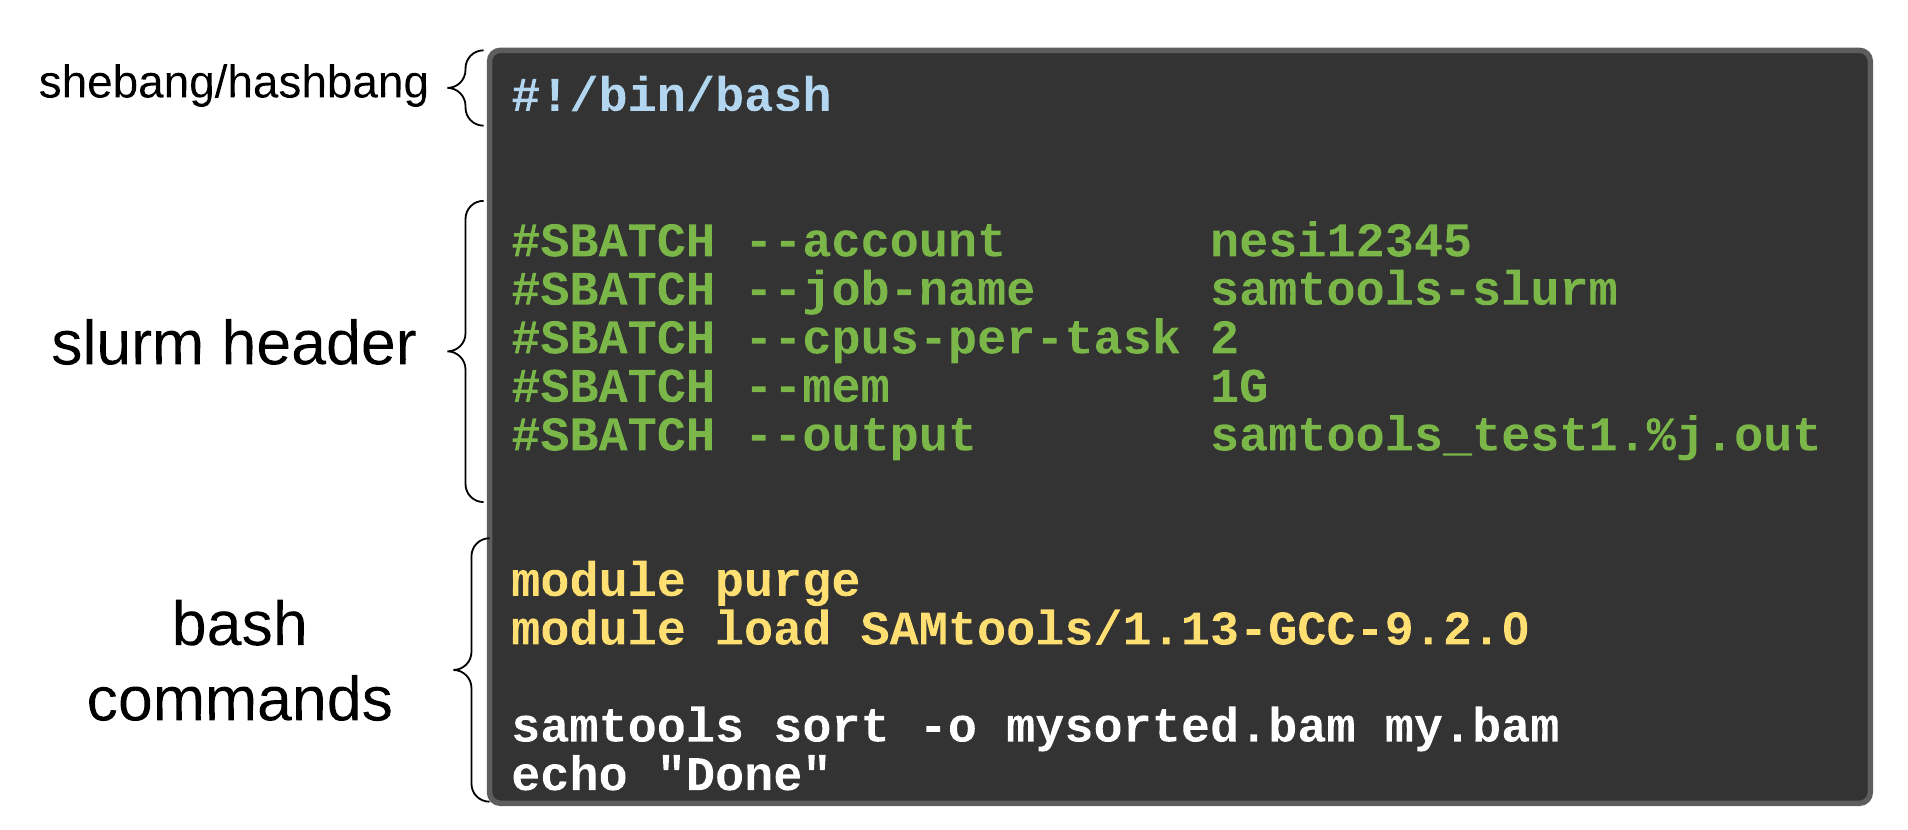 shebang/hashbang
#!/bin/bash
slurm header
#SBATCH --account nesi12345
#SBATCH --job-name samtools-slurm
#SBATCH --cpus-per-task 2
#SBATCH --mem 1G
#SBATCH --output samtools_test1.%j.out
bash
commands
module purge
module load SAMtools/1.13-GCC-9.2.0
samtools sort -o mysorted.bam my.bam
echo "Done"